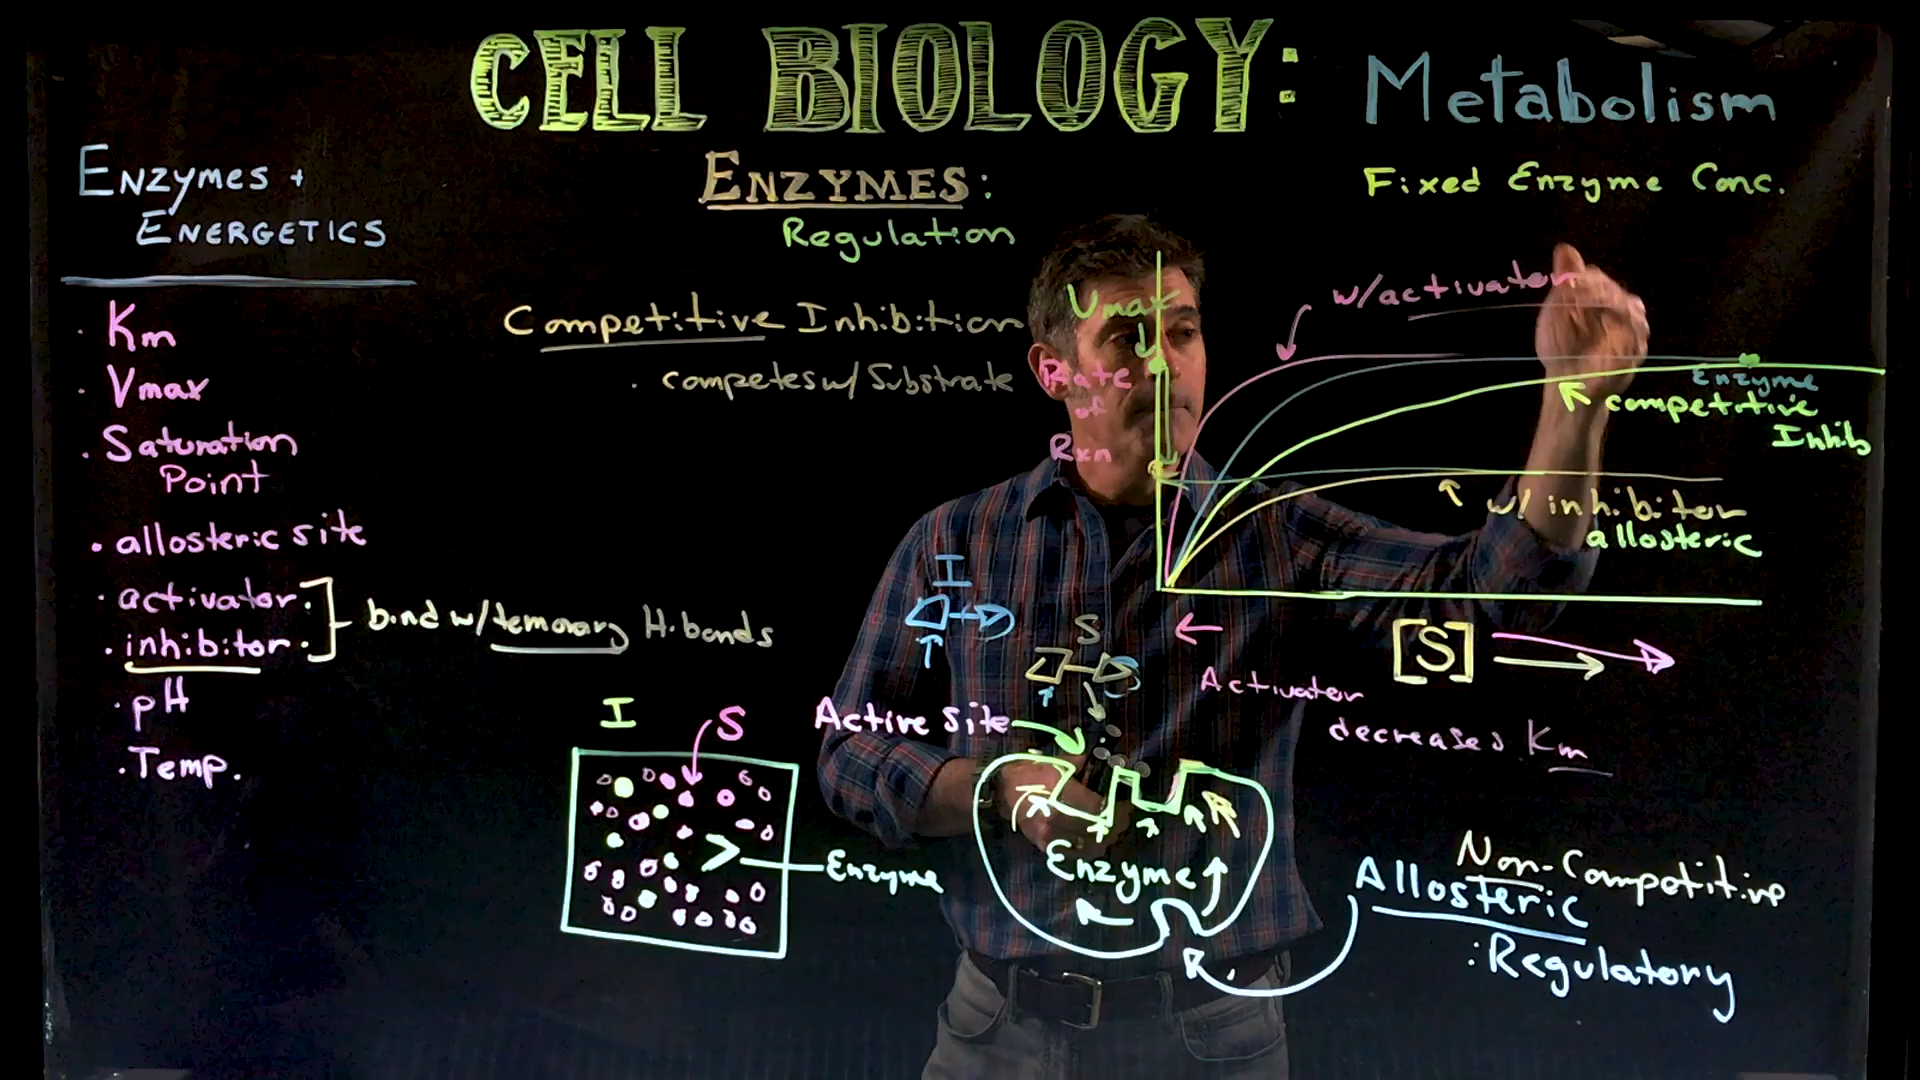 CELL BIOLOGY: Metabolism
ENZYMES +
ENERGETICS
· Km
· Vmax
· Saturation
Point
· allosteric site
· activator ·
· inhibitor ·
bind w/ temorary H-bonds
· pH
· Temp.
ENZYMES:
Regulation
Competitive Inhibition
· competes w/ Substrate
Fixed Enzyme Conc.
Vmax
Rate
of
Rxn
w/activator
Enzyme
competitive
Inhib
w/ inhibitor
allosteric
[S]
Activator
decreases Km
I
S
I
S
Active Site
Enzyme
Enzyme
Non-Competitive
Allosteric
: Regulatory